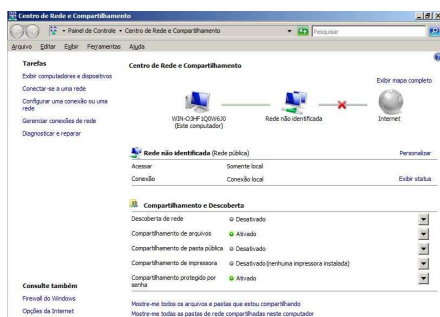 Centro de Rede e Compartilhamento
Painel de Controle
Centro de Rede e Compartilhamento
Pesquisar
Arquivo Editar Exibir Ferramentas Ajuda
Tarefas
Exibir computadores e dispositivos
Conectar-se a uma rede
Configurar uma conexão ou uma
rede
Gerenciar conexões de rede
Diagnosticar e reparar
Centro de Rede e Compartilhamento
Exibir mapa completo
WIN-O3HF1Q0W6J0
(Este computador)
Rede não identificada
Internet
Rede não identificada (Rede pública)
Personalizar
Acessar Somente local
Conexão Conexão local Exibir status
Compartilhamento e Descoberta
Descoberta de rede Desativado
Compartilhamento de arquivos Ativado
Compartilhamento de pasta pública Desativado
Compartilhamento de impressora Desativado (nenhuma impressora instalada)
Compartilhamento protegido por
senha Ativado
Mostre-me todos os arquivos e pastas que estou compartilhando
Mostre-me todas as pastas de rede compartilhadas neste computador
Consulte também
Firewall do Windows
Opções da Internet